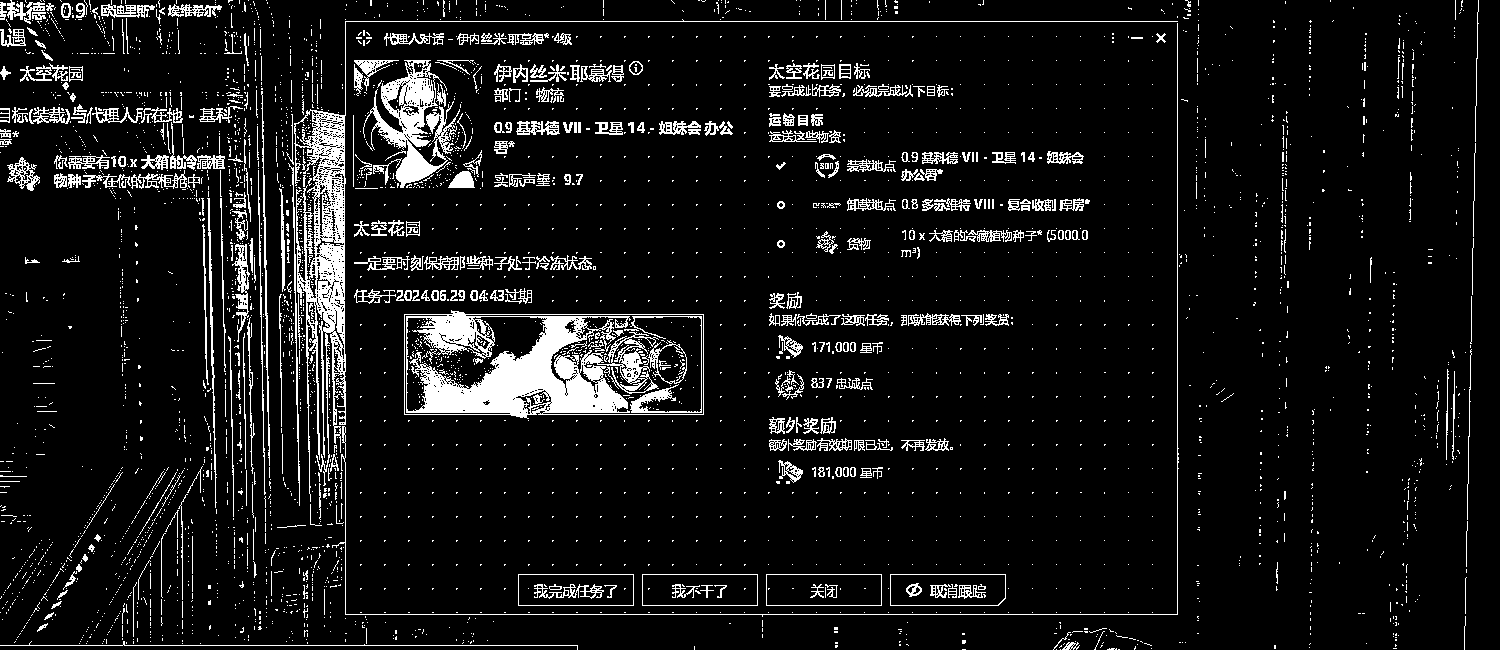 基科德* 0.9 < 欧迪里斯* < 埃维希尔*
机遇
太空花园
目标(装载)与代理人所在地 - 基科
德*
你需要有10 x 大箱的冷藏植
物种子*在你的货柜舱中
代理人对话 - 伊内丝米·耶慕得* 4级
伊内丝米·耶慕得
部门：物流
0.9 基科德 VII - 卫星 14 - 姐妹会 办公
署*
实际声望：9.7
太空花园
一定要时刻保持那些种子处于冷冻状态。
任务于2024.06.29 04:43过期
太空花园目标
要完成此任务，必须完成以下目标：
运输目标
运送这些物资：
装载地点 0.9 基科德 VII - 卫星 14 - 姐妹会
办公署*
卸载地点 0.8 多苏维特 VIII - 复合收割 库房*
货物 10 x 大箱的冷藏植物种子* (5000.0
m³)
奖励
如果你完成了这项任务，那就能获得下列奖赏：
171,000 星币
837 忠诚点
额外奖励
额外奖励有效期限已过，不再发放。
181,000 星币
我完成任务了
我不干了
关闭
取消跟踪